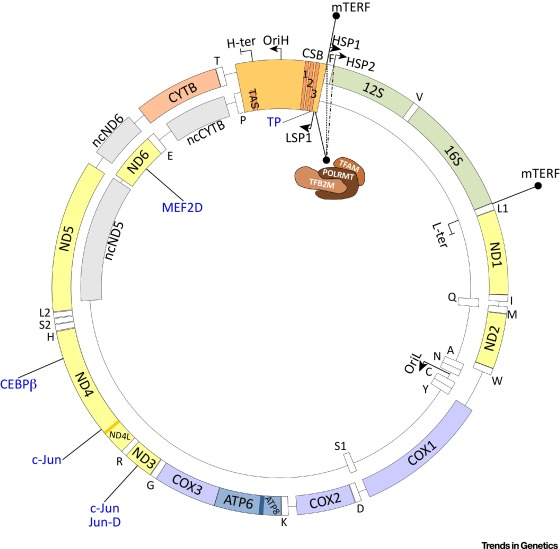 mTERF
H-ter
OriH
CSB
HSP1
F
HSP2
T
CYTB
TAS
1
2
3
12S
V
ncND6
ncCYTB
P
TP
LSP1
16S
ND6
E
TFAM
POLRMT
TFB2M
mTERF
MEF2D
L1
ND5
ncND5
L-ter
ND1
Q
I
M
L2
S2
H
ND2
OriL
N
A
C
Y
W
CEBPβ
ND4
ND4L
c-Jun
R
ND3
G
S1
COX1
COX3
ATP6
ATP8
K
COX2
D
c-Jun
Jun-D
Trends in Genetics